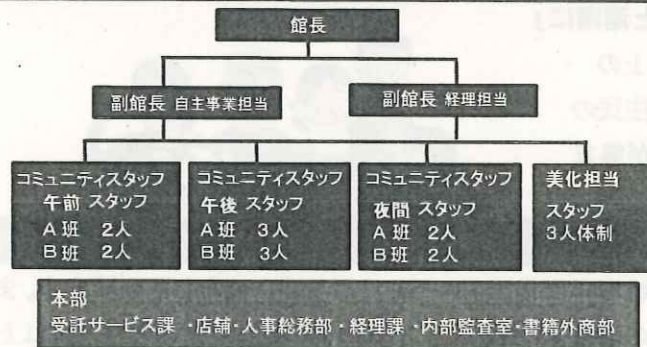 館長
副館長 自主事業担当
副館長 経理担当
コミュニティスタッフ
午前 スタッフ
A班 2人
B班 2人
コミュニティスタッフ
午後 スタッフ
A班 3人
B班 3人
コミュニティスタッフ
夜間 スタッフ
A班 2人
B班 2人
美化担当
スタッフ
3人体制
本部
受託サービス課 ・店舗・人事総務部・経理課・内部監査室・書籍外商部